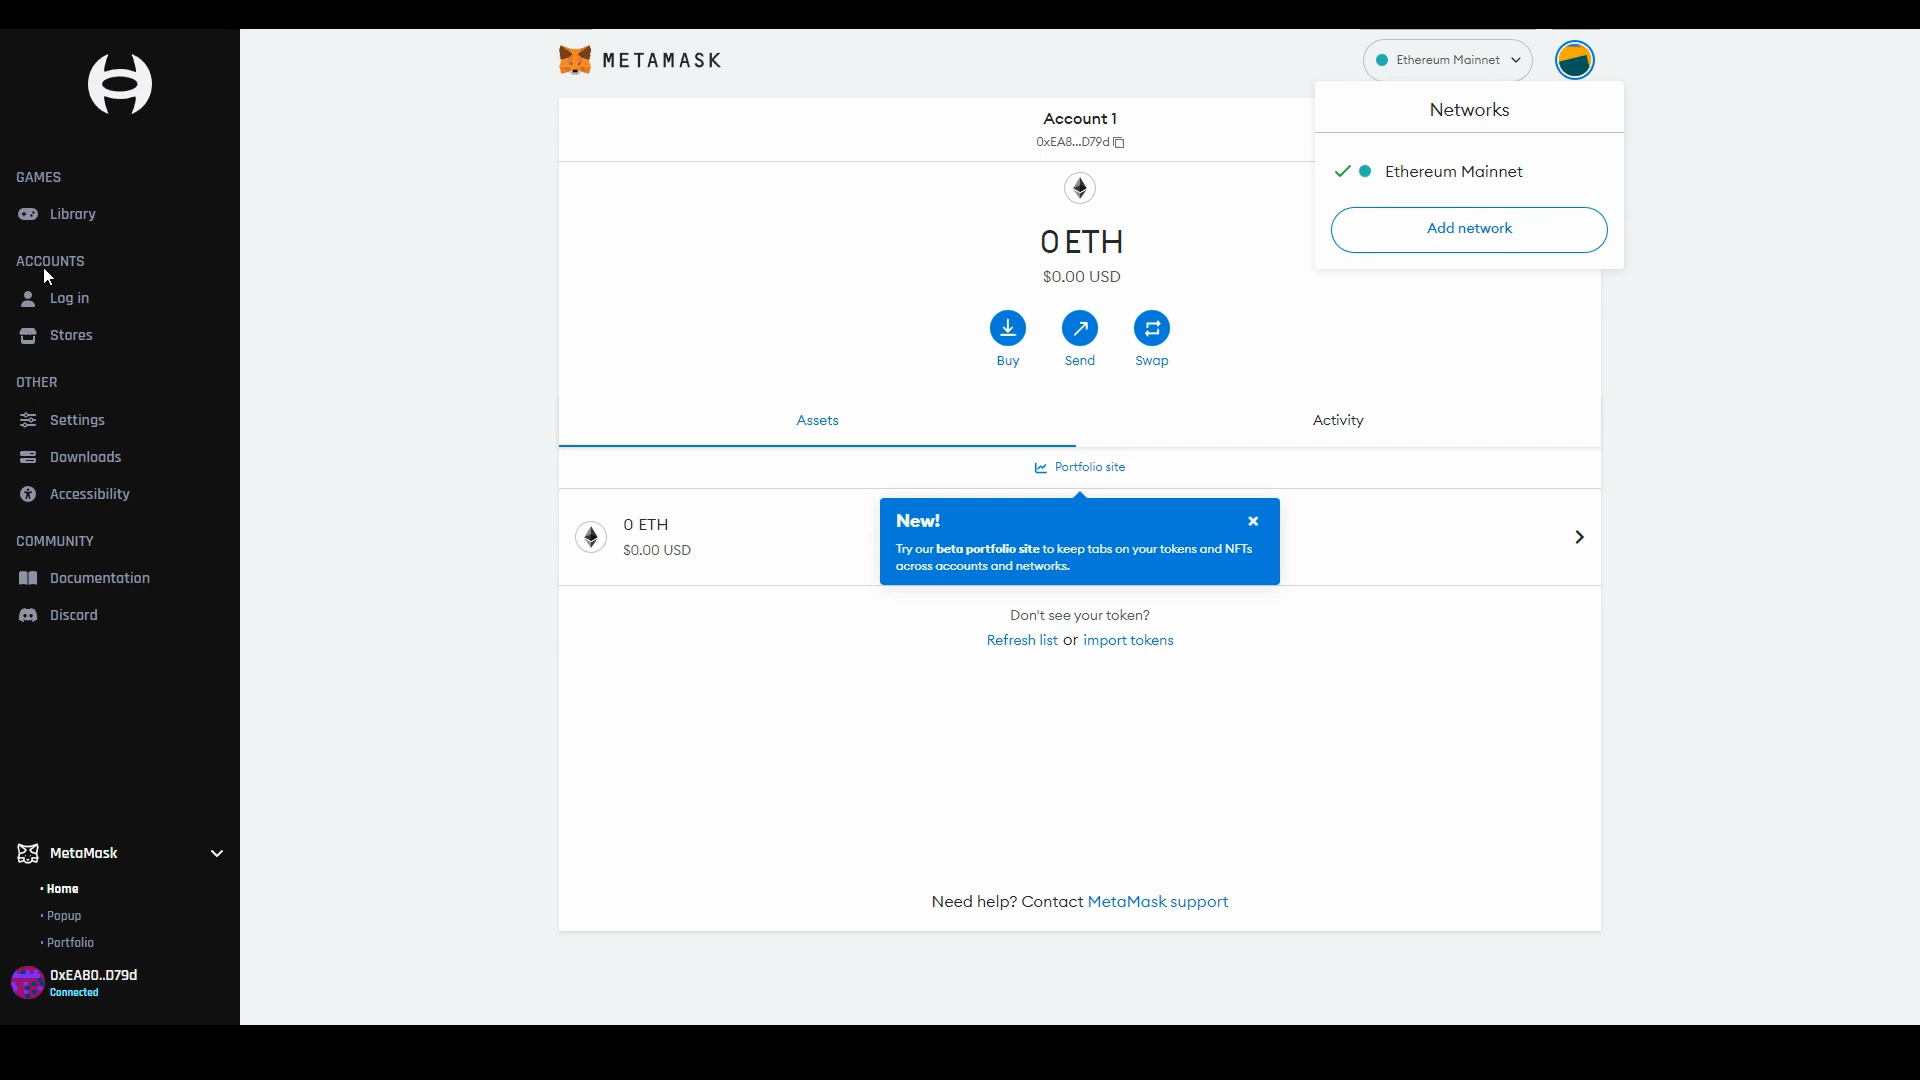 GAMES
Library
ACCOUNTS
Log in
Stores
OTHER
Settings
Downloads
Accessibility
COMMUNITY
Documentation
Discord
MetaMask
• Home
• Popup
• Portfolio
0xEA80..D79d
Connected
METAMASK
Ethereum Mainnet
Networks
Ethereum Mainnet
Add network
Account 1
0xEA8...D79d
0 ETH
$0.00 USD
Buy
Send
Swap
Assets
Activity
Portfolio site
0 ETH
$0.00 USD
New!
Try our beta portfolio site to keep tabs on your tokens and NFTs
across accounts and networks.
Don't see your token?
Refresh list or import tokens
Need help? Contact MetaMask support